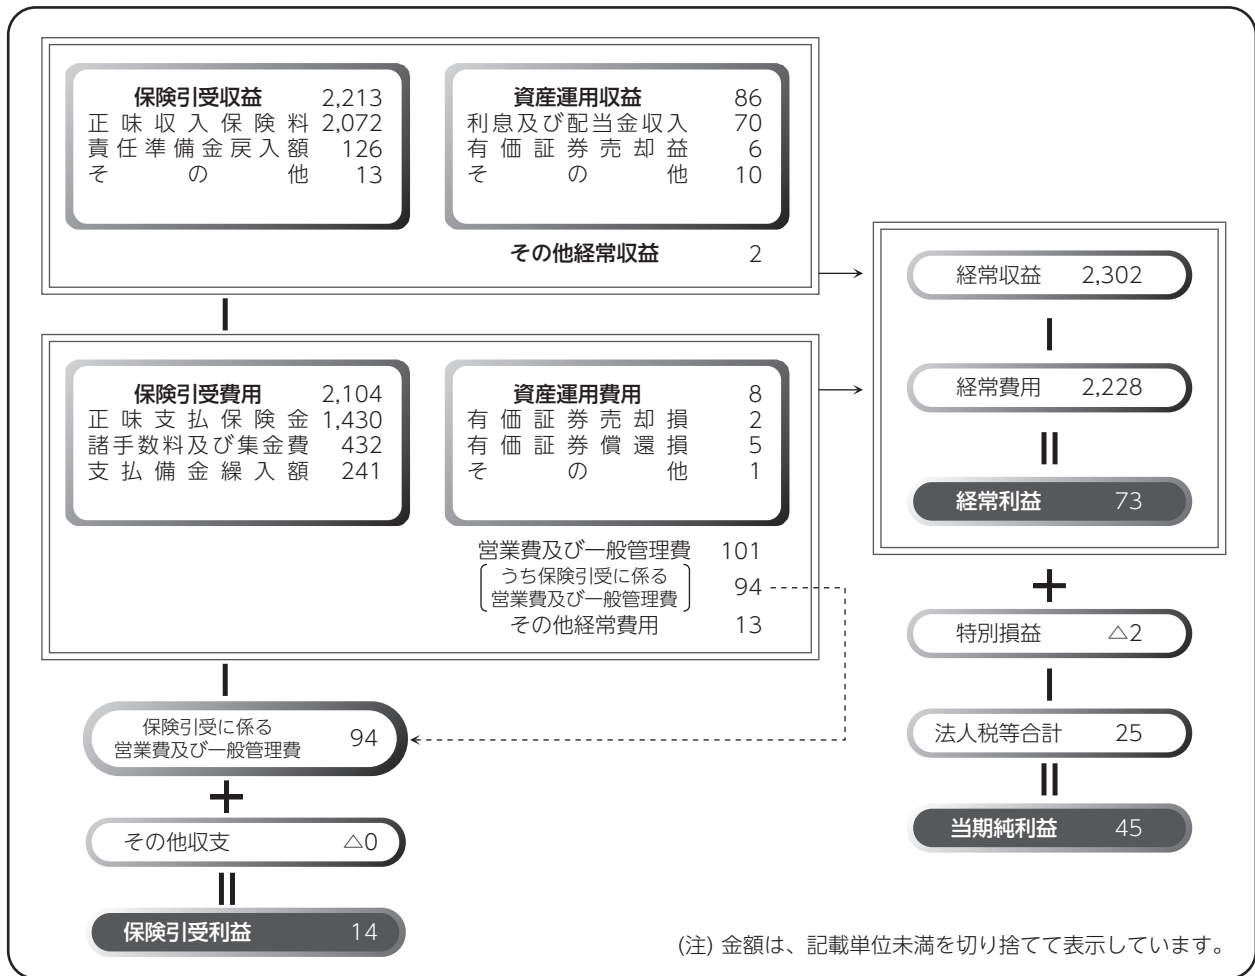 保険引受収益 2,213
正味収入保険料 2,072
責任準備金戻入額 126
その他 13
資産運用収益 86
利息及び配当金収入 70
有価証券売却益 6
その他 10
その他経常収益 2
保険引受費用 2,104
正味支払保険金 1,430
諸手数料及び集金費 432
支払備金繰入額 241
資産運用費用 8
有価証券売却損 2
有価証券償還損 5
その他 1
営業費及び一般管理費 101
うち保険引受に係る
営業費及び一般管理費 94
その他経常費用 13
保険引受に係る
営業費及び一般管理費 94
+
その他収支 △0
保険引受利益 14
経常収益 2,302
経常費用 2,228
経常利益 73
+
特別損益 △2
法人税等合計 25
当期純利益 45
(注) 金額は、記載単位未満を切り捨てて表示しています。